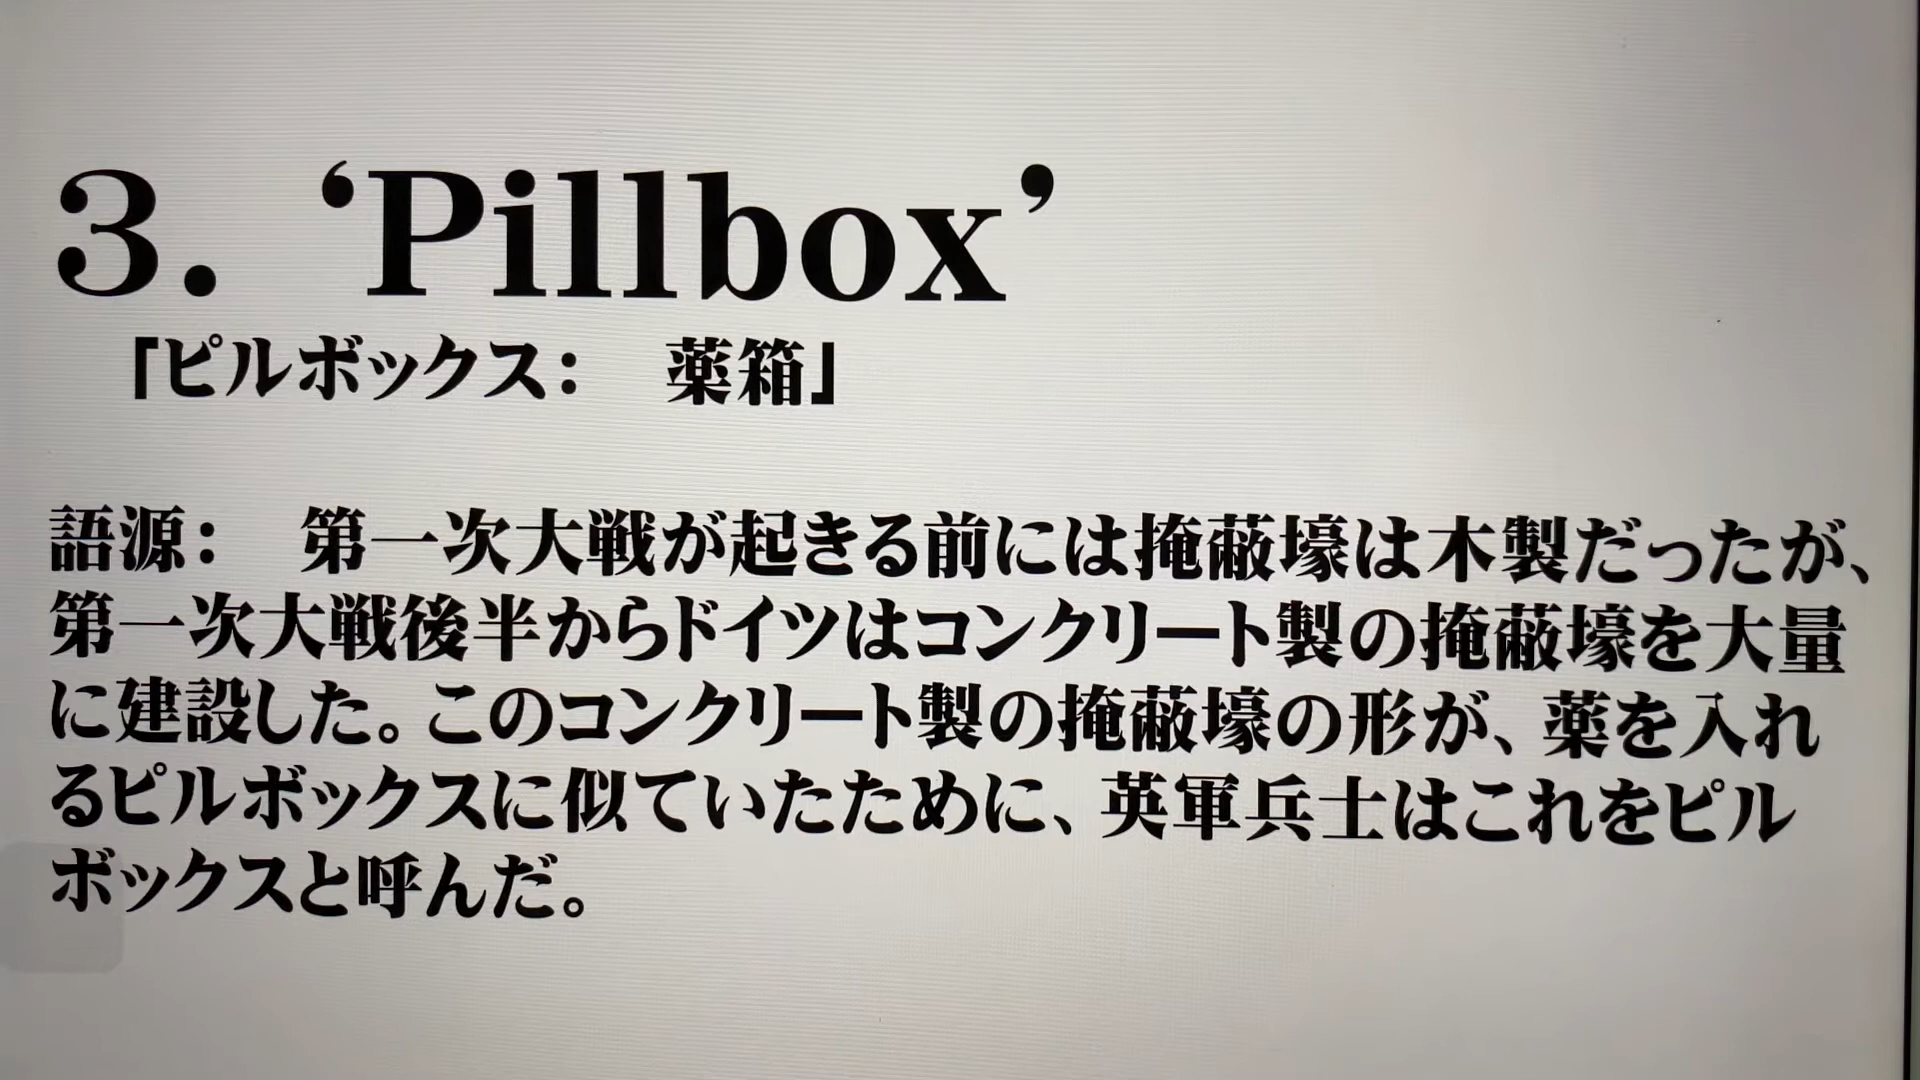 3. ‘Pillbox’
「ピルボックス： 薬箱」
語源： 第一次大戦が起きる前には掩蔽壕は木製だったが、
第一次大戦後半からドイツはコンクリート製の掩蔽壕を大量
に建設した。このコンクリート製の掩蔽壕の形が、薬を入れ
るピルボックスに似ていたために、英軍兵士はこれをピル
ボックスと呼んだ。